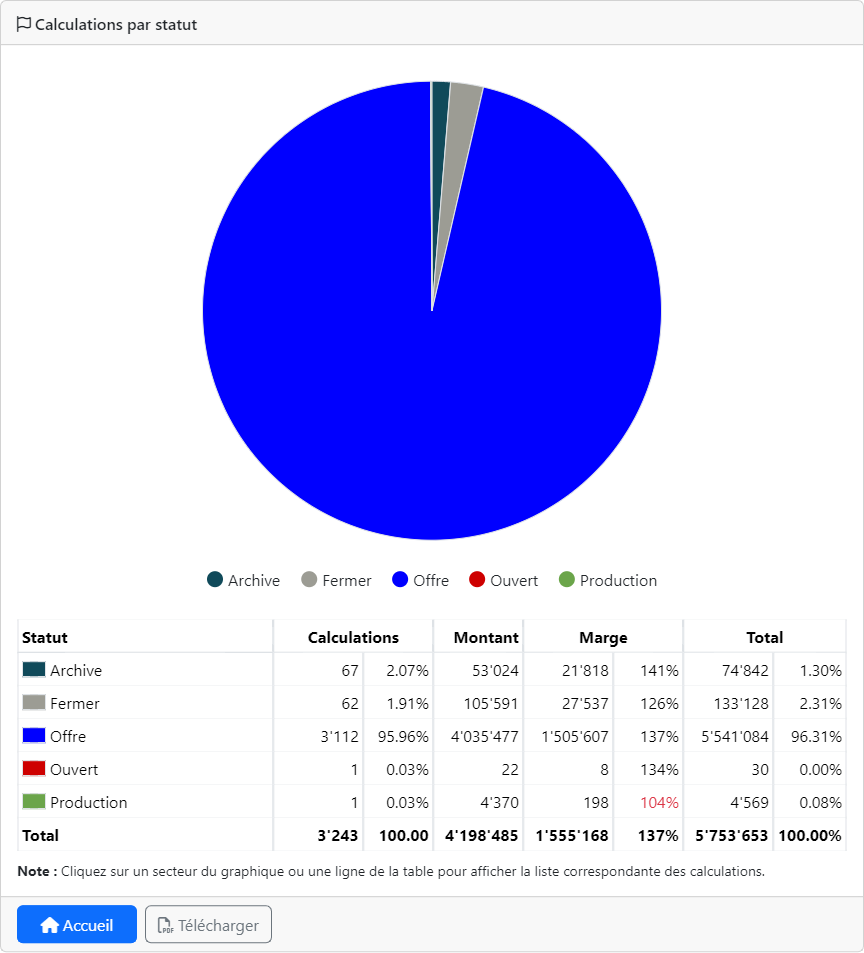 Calculations par statut
Archive Fermer Offre Ouvert Production
Statut Calculations Montant Marge Total
Archive 67 2.07% 53'024 21'818 141% 74'842 1.30%
Fermer 62 1.91% 105'591 27'537 126% 133'128 2.31%
Offre 3'112 95.96% 4'035'477 1'505'607 137% 5'541'084 96.31%
Ouvert 1 0.03% 22 8 134% 30 0.00%
Production 1 0.03% 4'370 198 104% 4'569 0.08%
Total 3'243 100.00 4'198'485 1'555'168 137% 5'753'653 100.00%
Note : Cliquez sur un secteur du graphique ou une ligne de la table pour afficher la liste correspondante des calculations.
Accueil PDF Télécharger